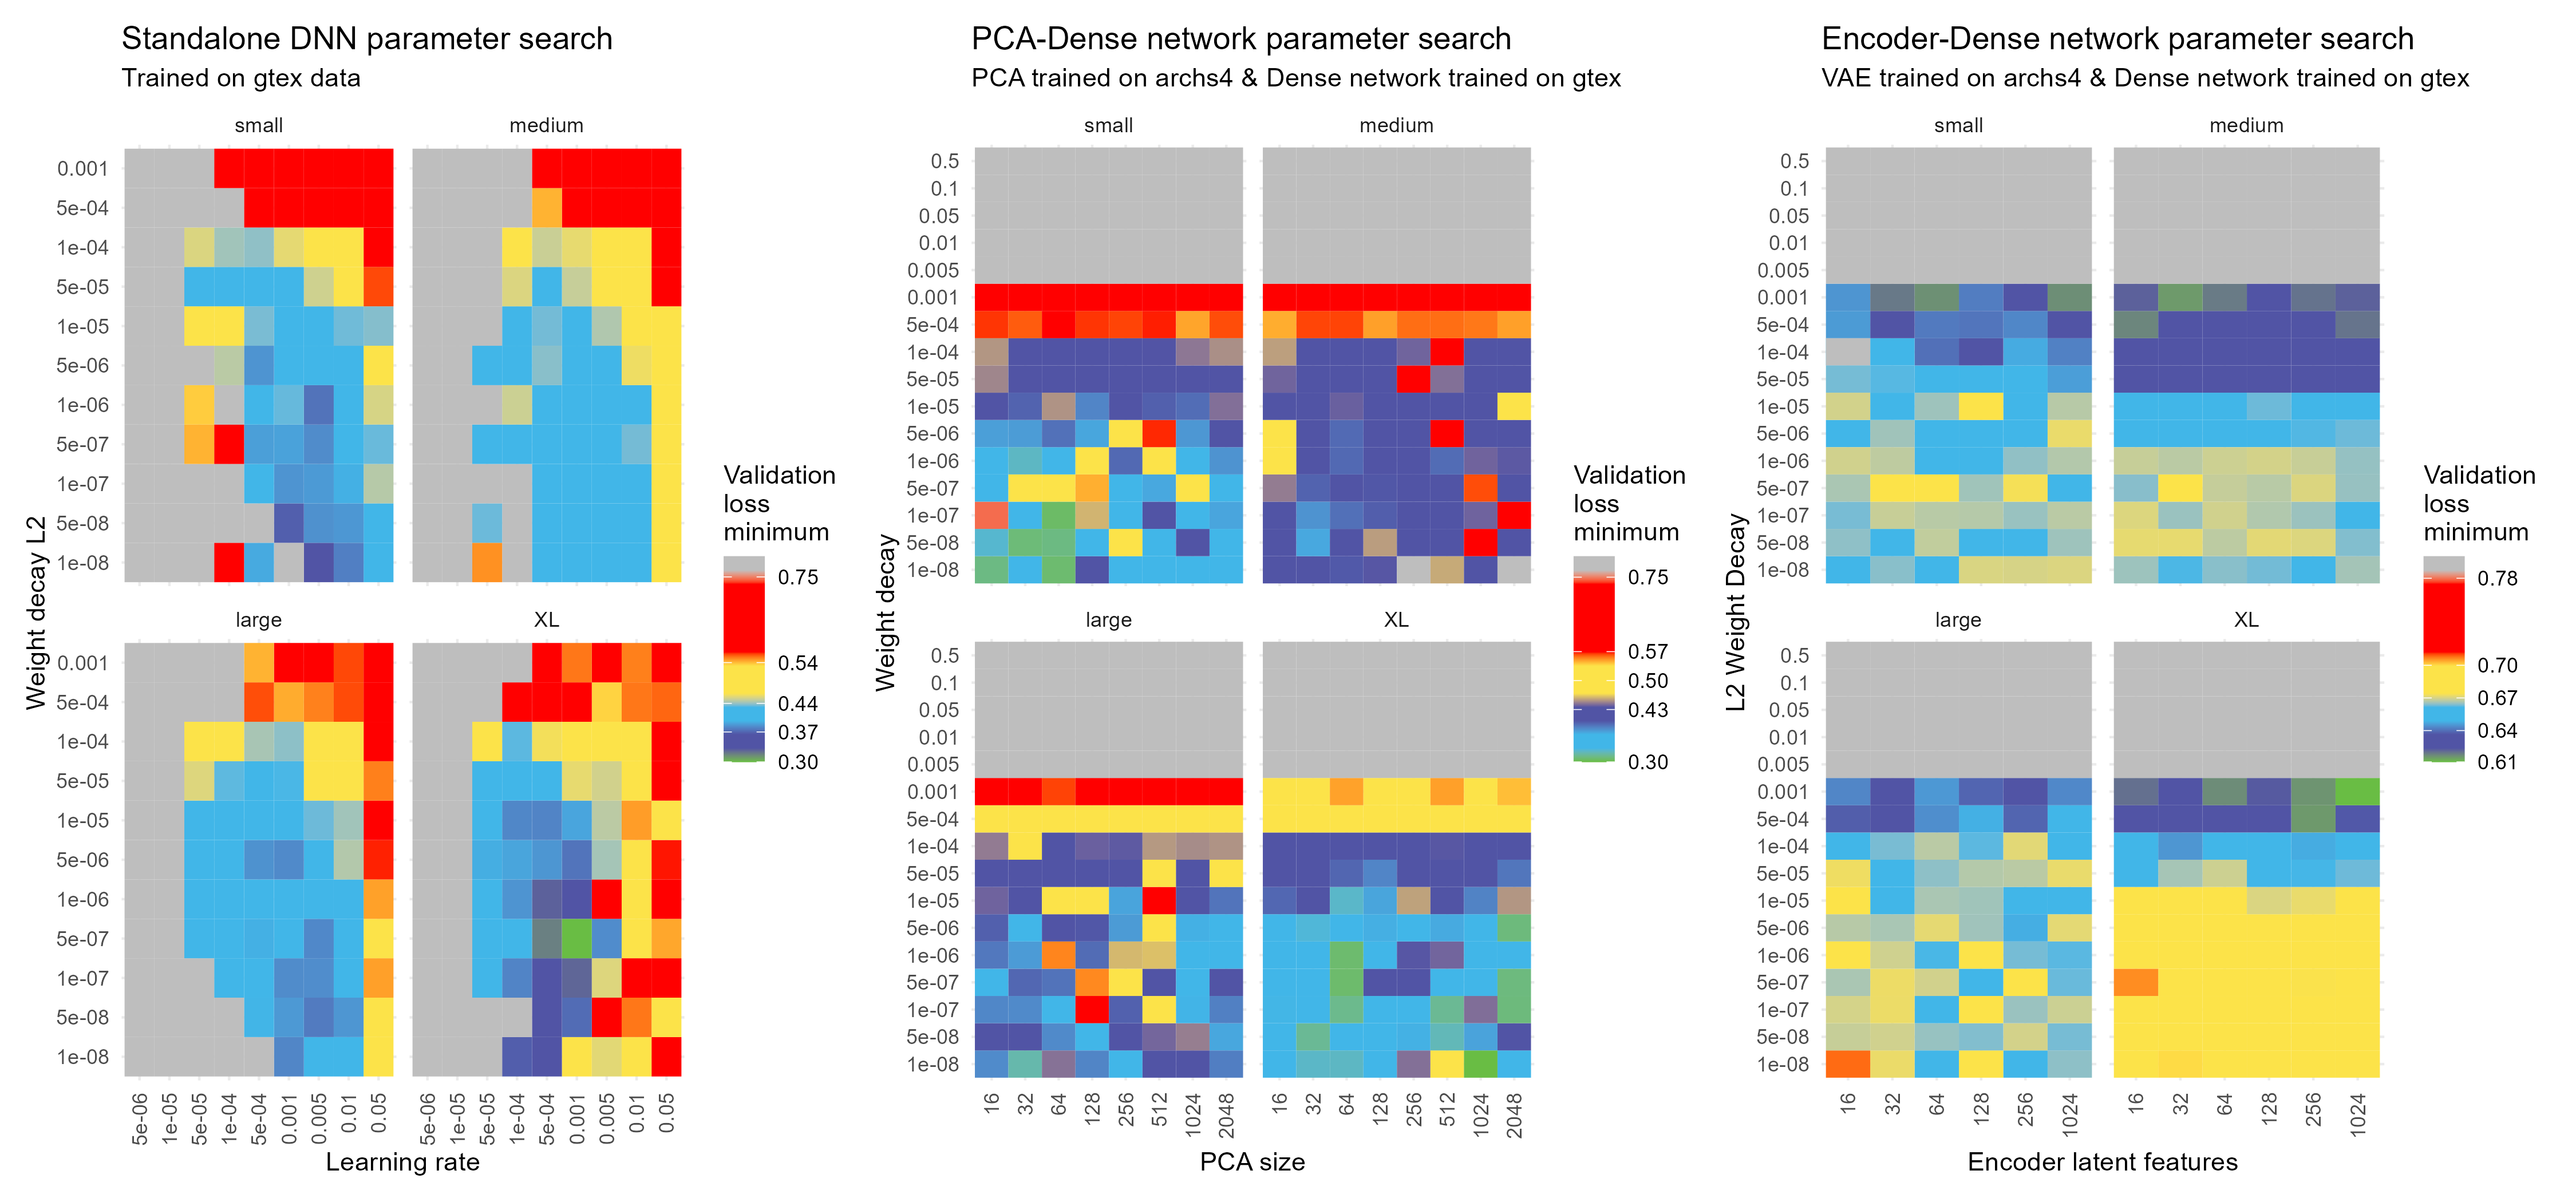 Standalone DNN parameter search
Trained on gtex data
small
medium
Weight decay L2
0.001
5e-04
1e-04
5e-05
1e-05
5e-06
1e-06
5e-07
1e-07
5e-08
1e-08
large
XL
0.001
5e-04
1e-04
5e-05
1e-05
5e-06
1e-06
5e-07
1e-07
5e-08
1e-08
5e-06
1e-05
5e-05
1e-04
5e-04
0.001
0.005
0.01
0.05
5e-06
1e-05
5e-05
1e-04
5e-04
0.001
0.005
0.01
0.05
Learning rate
Validation
loss
minimum
0.75
0.54
0.44
0.37
0.30
PCA-Dense network parameter search
PCA trained on archs4 & Dense network trained on gtex
small
medium
Weight decay
0.5
0.1
0.05
0.01
0.005
0.001
5e-04
1e-04
5e-05
1e-05
5e-06
1e-06
5e-07
1e-07
5e-08
1e-08
large
XL
0.5
0.1
0.05
0.01
0.005
0.001
5e-04
1e-04
5e-05
1e-05
5e-06
1e-06
5e-07
1e-07
5e-08
1e-08
16
32
64
128
256
512
1024
2048
16
32
64
128
256
512
1024
2048
PCA size
Validation
loss
minimum
0.75
0.57
0.50
0.43
0.30
Encoder-Dense network parameter search
VAE trained on archs4 & Dense network trained on gtex
small
medium
L2 Weight Decay
0.5
0.1
0.05
0.01
0.005
0.001
5e-04
1e-04
5e-05
1e-05
5e-06
1e-06
5e-07
1e-07
5e-08
1e-08
large
XL
0.5
0.1
0.05
0.01
0.005
0.001
5e-04
1e-04
5e-05
1e-05
5e-06
1e-06
5e-07
1e-07
5e-08
1e-08
16
32
64
128
256
1024
16
32
64
128
256
1024
Encoder latent features
Validation
loss
minimum
0.78
0.70
0.67
0.64
0.61